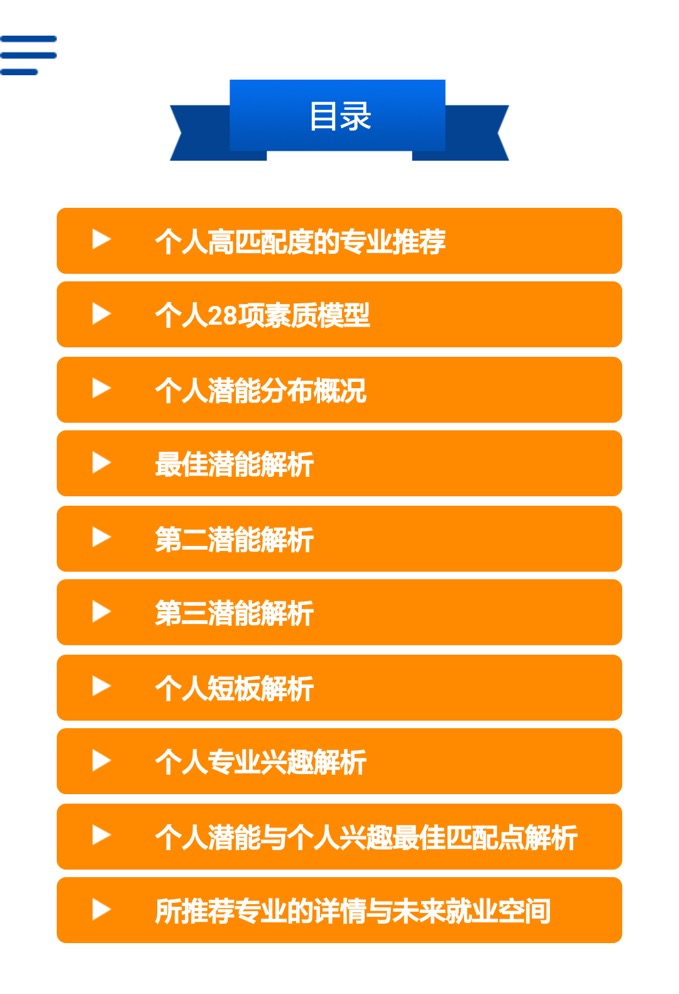 目录
个人高匹配度的专业推荐
个人28项素质模型
个人潜能分布概况
最佳潜能解析
第二潜能解析
第三潜能解析
个人短板解析
个人专业兴趣解析
个人潜能与个人兴趣最佳匹配点解析
所推荐专业的详情与未来就业空间